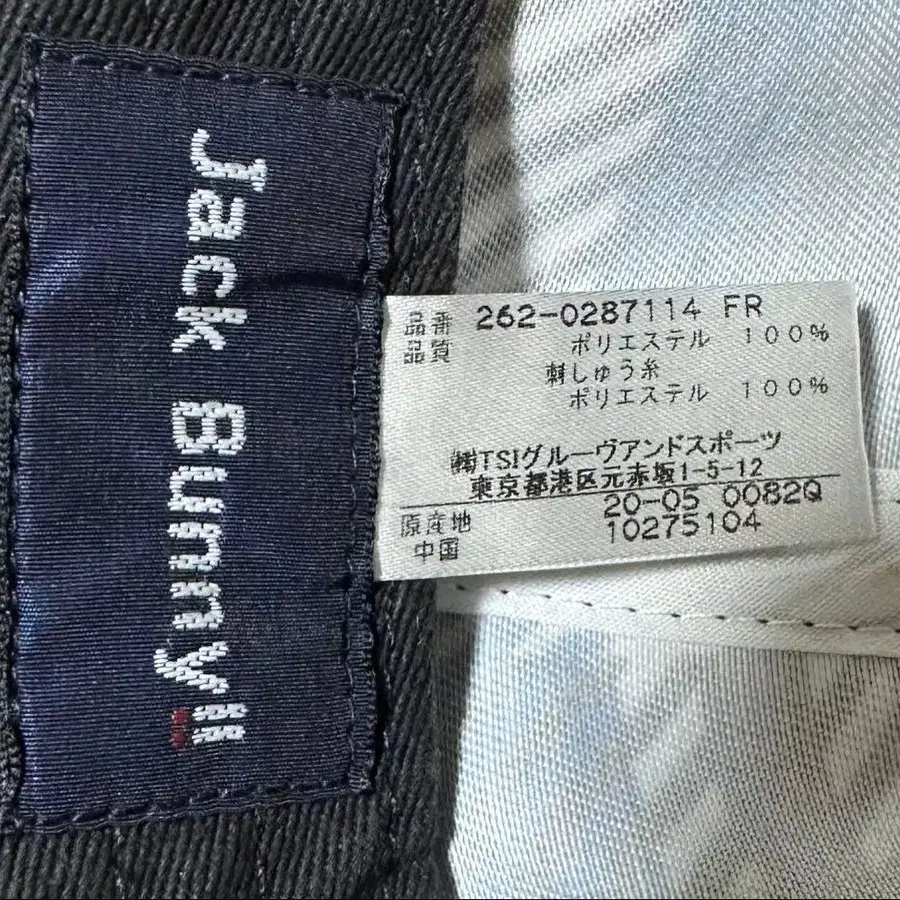 Jack Bunny!!
品番 262-0287114 FR
品質 ポリエステル 100%
刺しゅう糸
ポリエステル 100%
㈱TSIグルーヴアンドスポーツ
東京都港区元赤坂1-5-12
20-05 0082Q
原産地 10275104
中国